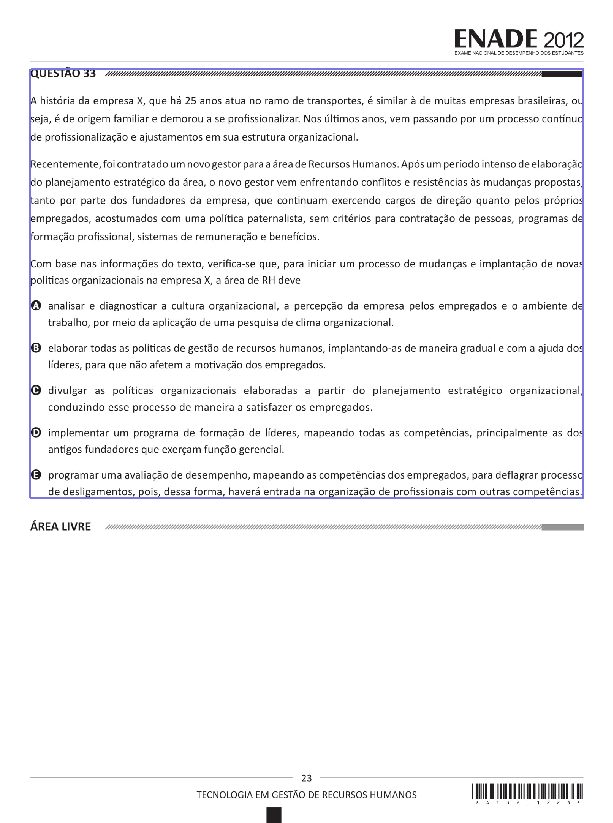 ENADE 2012
EXAME NACIONAL DE DESEMPENHO DOS ESTUDANTES
QUESTÃO 33
A história da empresa X, que há 25 anos atua no ramo de transportes, é similar à de muitas empresas brasileiras, ou
seja, é de origem familiar e demorou a se profissionalizar. Nos últimos anos, vem passando por um processo contínuo
de profissionalização e ajustamentos em sua estrutura organizacional.
Recentemente, foi contratado um novo gestor para a área de Recursos Humanos. Após um período intenso de elaboração
do planejamento estratégico da área, o novo gestor vem enfrentando conflitos e resistências às mudanças propostas,
tanto por parte dos fundadores da empresa, que continuam exercendo cargos de direção quanto pelos próprios
empregados, acostumados com uma política paternalista, sem critérios para contratação de pessoas, programas de
formação profissional, sistemas de remuneração e benefícios.
Com base nas informações do texto, verifica-se que, para iniciar um processo de mudanças e implantação de novas
políticas organizacionais na empresa X, a área de RH deve
A analisar e diagnosticar a cultura organizacional, a percepção da empresa pelos empregados e o ambiente de
trabalho, por meio da aplicação de uma pesquisa de clima organizacional.
B elaborar todas as políticas de gestão de recursos humanos, implantando-as de maneira gradual e com a ajuda dos
líderes, para que não afetem a motivação dos empregados.
C divulgar as políticas organizacionais elaboradas a partir do planejamento estratégico organizacional,
conduzindo esse processo de maneira a satisfazer os empregados.
D implementar um programa de formação de líderes, mapeando todas as competências, principalmente as dos
antigos fundadores que exerçam função gerencial.
E programar uma avaliação de desempenho, mapeando as competências dos empregados, para deflagrar processo
de desligamentos, pois, dessa forma, haverá entrada na organização de profissionais com outras competências.
ÁREA LIVRE
23
TECNOLOGIA EM GESTÃO DE RECURSOS HUMANOS